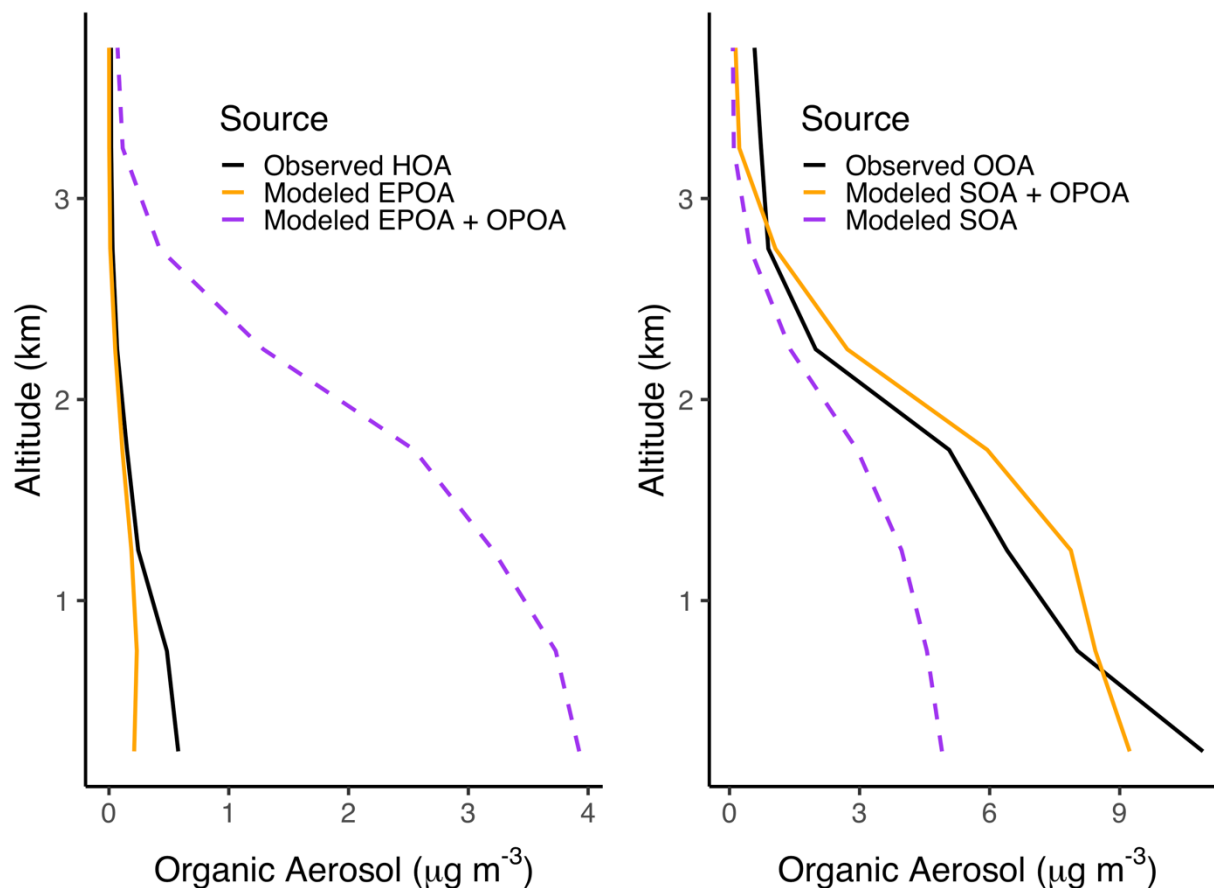 Source
Observed HOA
Modeled EPOA
Modeled EPOA + OPOA
3
2
1
Altitude (km)
0 1 2 3 4
Organic Aerosol (μg m⁻³)
Source
Observed OOA
Modeled SOA + OPOA
Modeled SOA
3
2
1
Altitude (km)
0 3 6 9
Organic Aerosol (μg m⁻³)